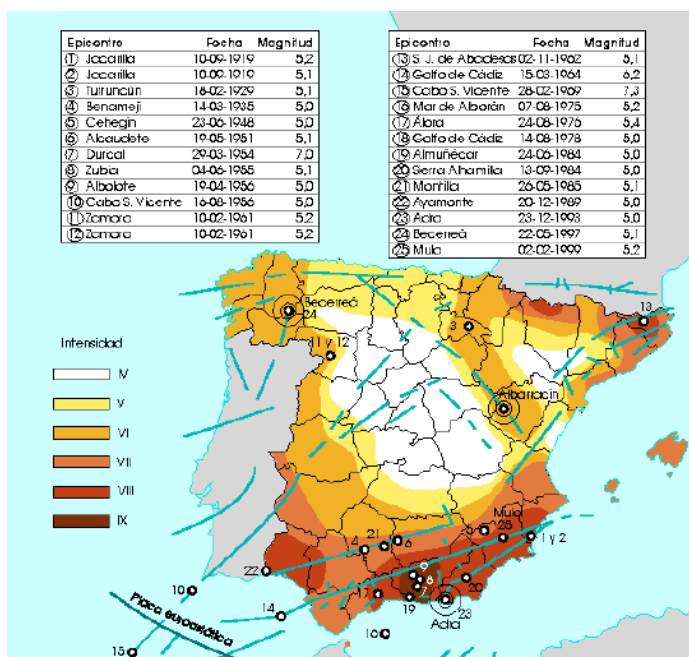 Epicentro Fecha Magnitud
1 Jacarilla 10-09-1919 5,2
2 Jacarilla 10-09-1919 5,1
3 Turruncún 18-02-1929 5,1
4 Benamejí 14-03-1935 5,0
5 Cehegín 23-06-1948 5,0
6 Alcaudete 19-05-1951 5,1
7 Durcal 29-03-1954 7,0
8 Zubia 04-06-1955 5,1
9 Albolote 19-04-1956 5,0
10 Cabo S. Vicente 16-08-1956 5,0
11 Zamora 10-02-1961 5,2
12 Zamora 10-02-1961 5,2
Epicentro Fecha Magnitud
13 S. J. de Abadesas 02-11-1962 5,1
14 Golfo de Cádiz 15-03-1964 6,2
15 Cabo S. Vicente 28-02-1969 7,3
16 Mar de Alborán 07-08-1975 5,2
17 Álora 24-08-1976 5,4
18 Golfo de Cádiz 14-08-1978 5,0
19 Almuñécar 24-06-1984 5,0
20 Serra Alhamilla 13-09-1984 5,0
21 Montilla 26-05-1985 5,1
22 Ayamonte 20-12-1989 5,0
23 Adra 23-12-1993 5,0
24 Becerreá 22-05-1997 5,1
25 Mula 02-02-1999 5,2
Becerreá
24
3
13
11 y 12
Intensidad
IV
V
VI
VII
VIII
IX
Albarracín
Mula
25
5
1 y 2
21
4
6
9
8
7
22
10
17
19
20
14
23
Adra
16
15
Placa euroasiática